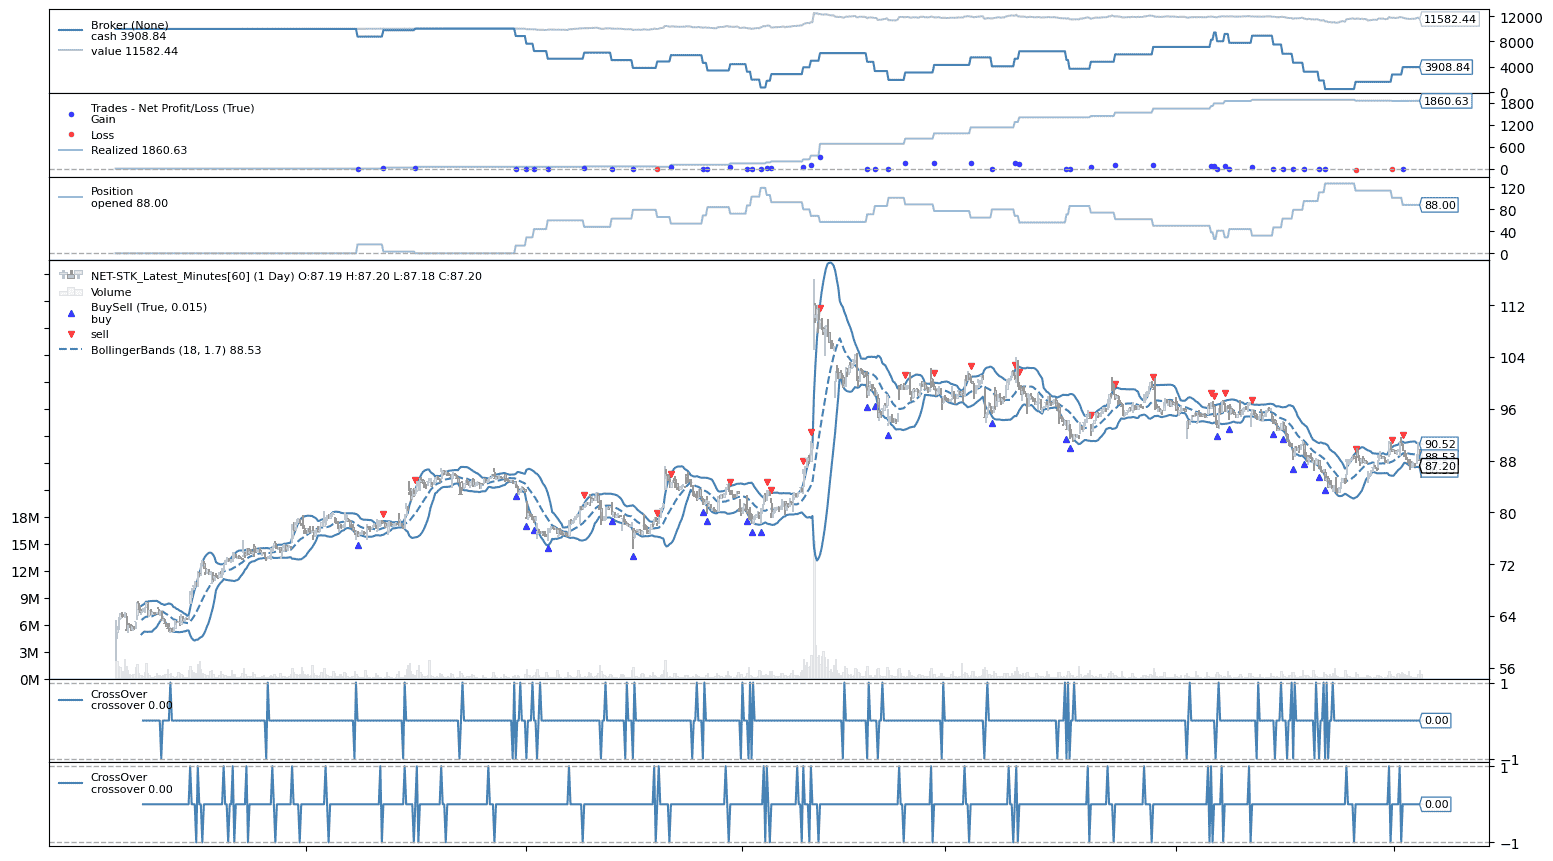 Broker (None)
cash 3908.84
value 11582.44
12000
8000
4000
0
11582.44
3908.84
Trades - Net Profit/Loss (True)
Gain
Loss
Realized 1860.63
1800
1200
600
0
1860.63
Position
opened 88.00
120
80
40
0
88.00
NET-STK_Latest_Minutes[60] (1 Day) O:87.19 H:87.20 L:87.18 C:87.20
Volume
BuySell (True, 0.015)
buy
sell
BollingerBands (18, 1.7) 88.53
112
104
96
88
80
72
64
56
90.52
88.53
87.20
18M
15M
12M
9M
6M
3M
0M
CrossOver
crossover 0.00
1
0.00
−1
CrossOver
crossover 0.00
1
0.00
−1